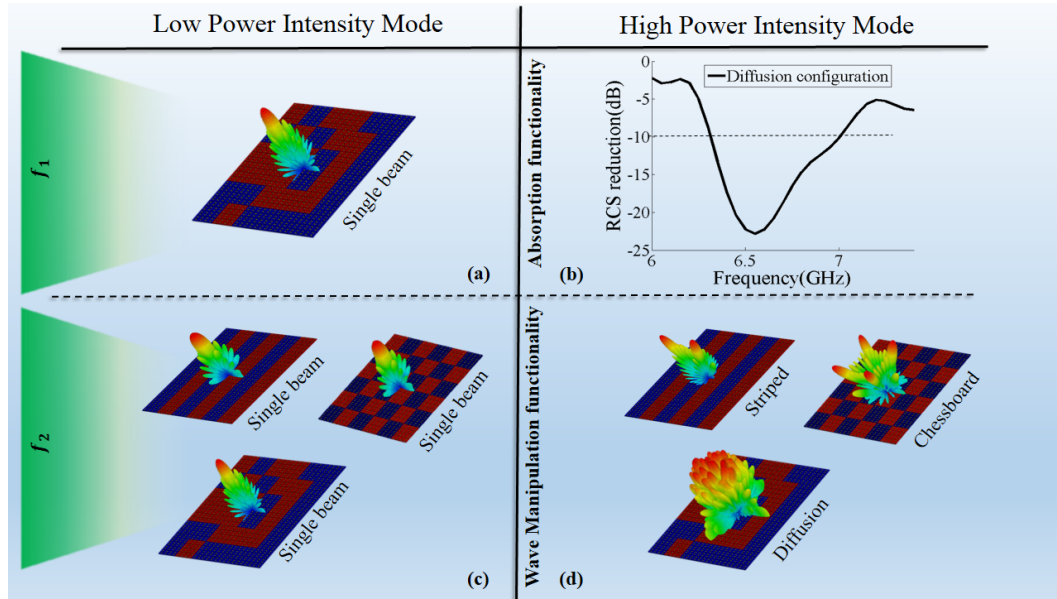 Low Power Intensity Mode
High Power Intensity Mode
f1
Single beam
(a)
Absorption functionality
RCS reduction(dB)
0
-5
-10
-15
-20
-25
Diffusion configuration
6
6.5
7
Frequency(GHz)
(b)
f2
Single beam
Single beam
Single beam
(c)
Wave Manipulation functionality
Striped
Chessboard
Diffusion
(d)